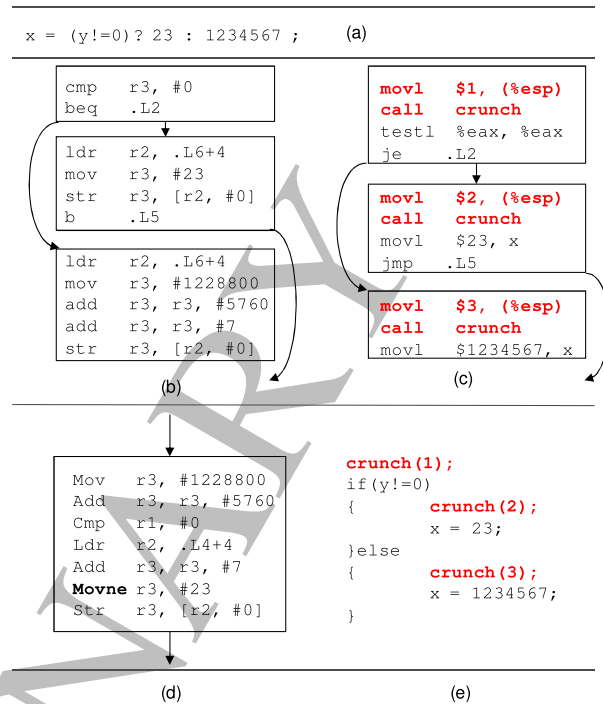 x = (y!=0)? 23 : 1234567 ;
(a)
cmp r3, #0
beq .L2
ldr r2, .L6+4
mov r3, #23
str r3, [r2, #0]
b .L5
ldr r2, .L6+4
mov r3, #1228800
add r3, r3, #5760
add r3, r3, #7
str r3, [r2, #0]
(b)
movl $1, (%esp)
call crunch
testl %eax, %eax
je .L2
movl $2, (%esp)
call crunch
movl $23, x
jmp .L5
movl $3, (%esp)
call crunch
movl $1234567, x
(c)
Mov r3, #1228800
Add r3, r3, #5760
Cmp r1, #0
Ldr r2, .L4+4
Add r3, r3, #7
Movne r3, #23
Str r3, [r2, #0]
(d)
crunch(1);
if(y!=0)
{ crunch(2);
x = 23;
}else
{ crunch(3);
x = 1234567;
}
(e)
NARY